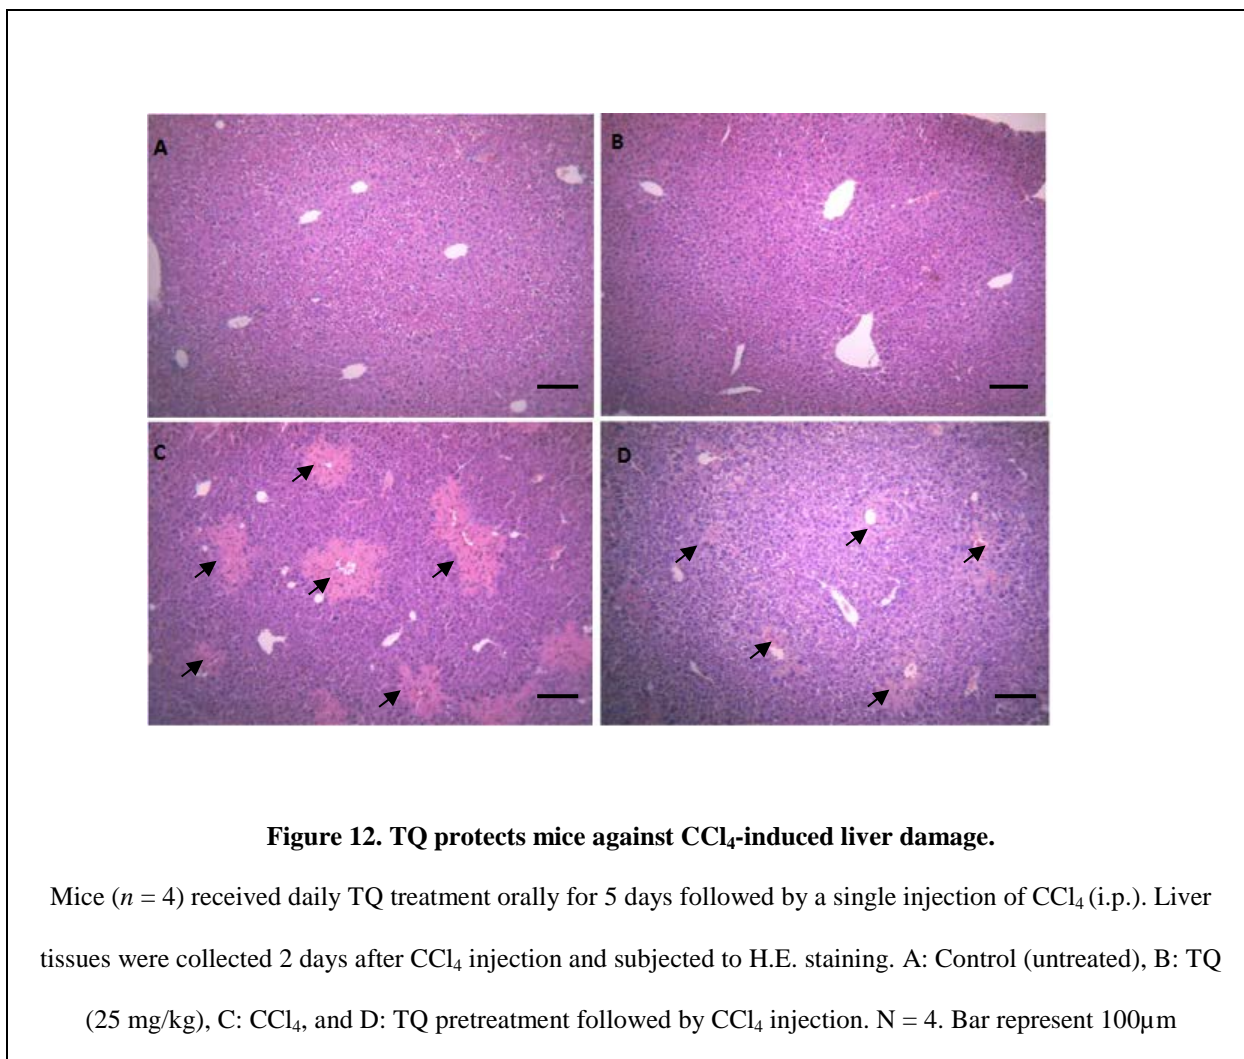 A
B
C
D
Figure 12. TQ protects mice against CCl₄-induced liver damage.
Mice (n = 4) received daily TQ treatment orally for 5 days followed by a single injection of CCl₄ (i.p.). Liver
tissues were collected 2 days after CCl₄ injection and subjected to H.E. staining. A: Control (untreated), B: TQ
(25 mg/kg), C: CCl₄, and D: TQ pretreatment followed by CCl₄ injection. N = 4. Bar represent 100µm